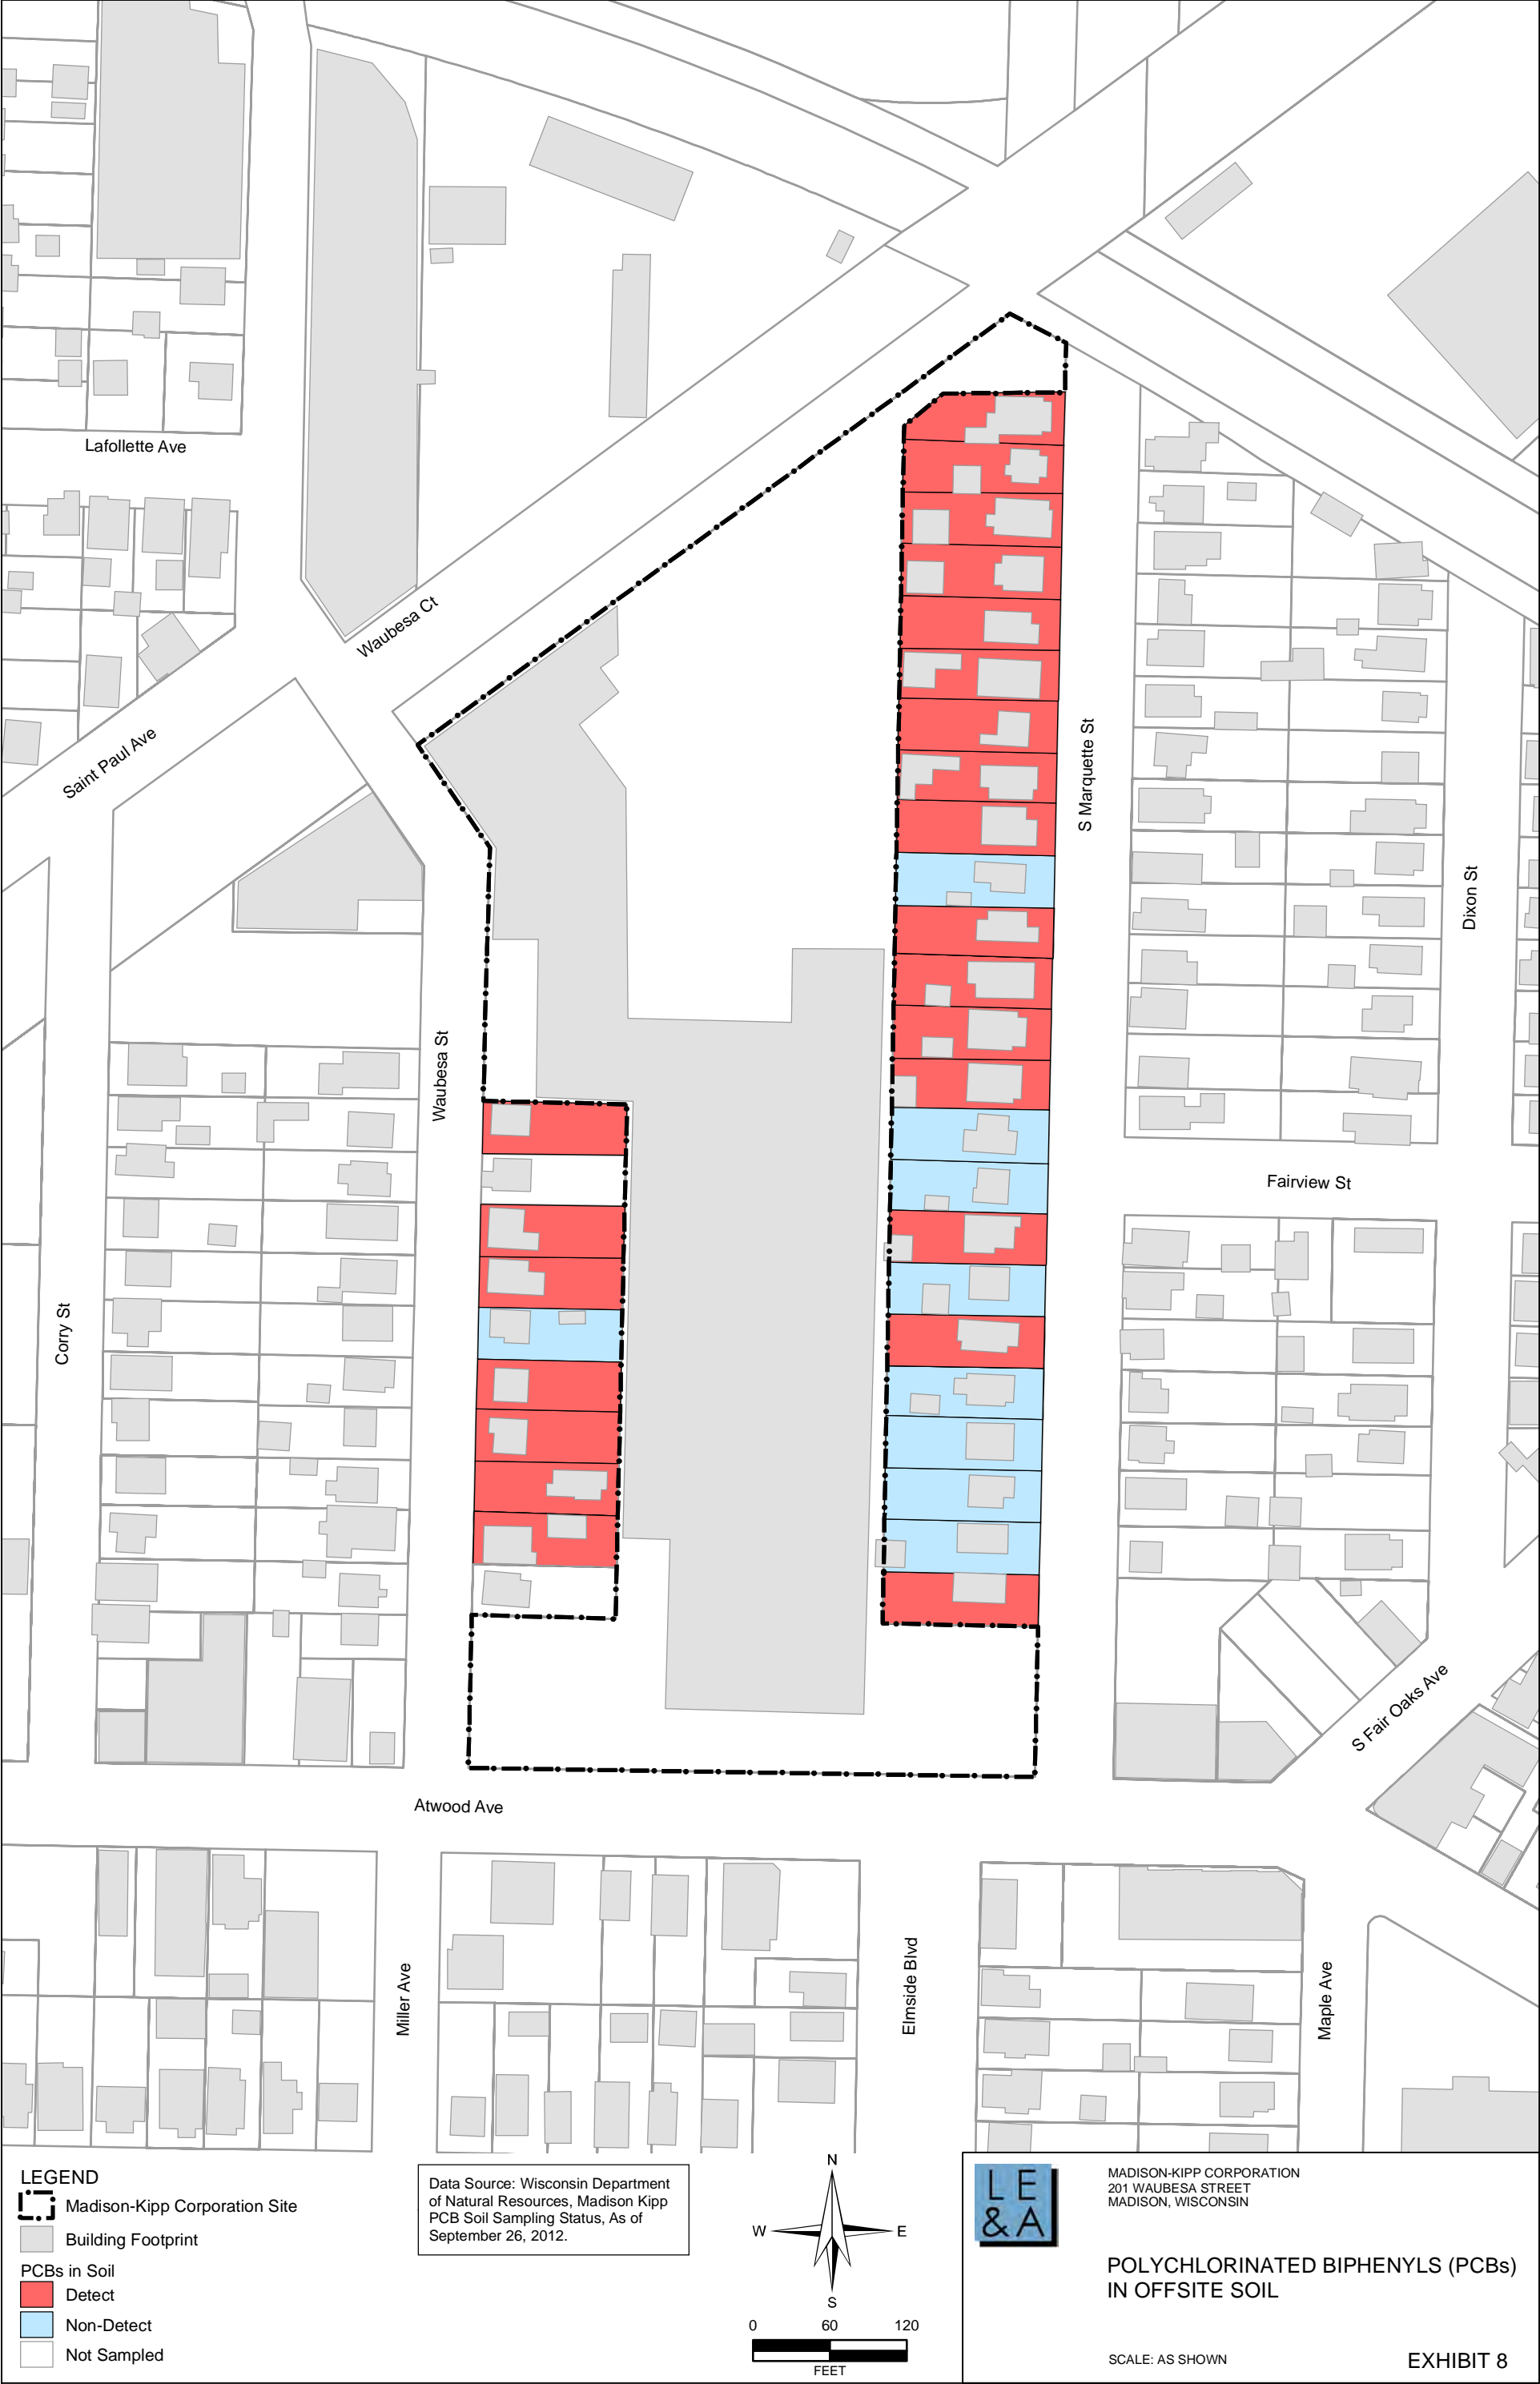 Lafollette Ave
Waubesa Ct
Saint Paul Ave
S Marquette St
Dixon St
Waubesa St
Fairview St
Corry St
S Fair Oaks Ave
Atwood Ave
Miller Ave
Elmside Blvd
Maple Ave
LEGEND
Madison-Kipp Corporation Site
Building Footprint
PCBs in Soil
Detect
Non-Detect
Not Sampled
Data Source: Wisconsin Department
of Natural Resources, Madison Kipp
PCB Soil Sampling Status, As of
September 26, 2012.
N
W E
S
0 60 120
FEET
LE
&A
MADISON-KIPP CORPORATION
201 WAUBESA STREET
MADISON, WISCONSIN
POLYCHLORINATED BIPHENYLS (PCBs)
IN OFFSITE SOIL
SCALE: AS SHOWN
EXHIBIT 8